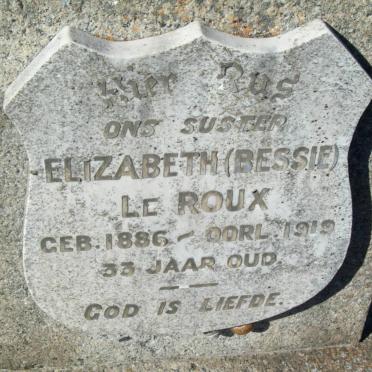 Hier Rus
ONS SUSTER
ELIZABETH (BESSIE)
LE ROUX
GEB. 1886 – OORL. 1919
33 JAAR OUD
GOD IS LIEFDE.